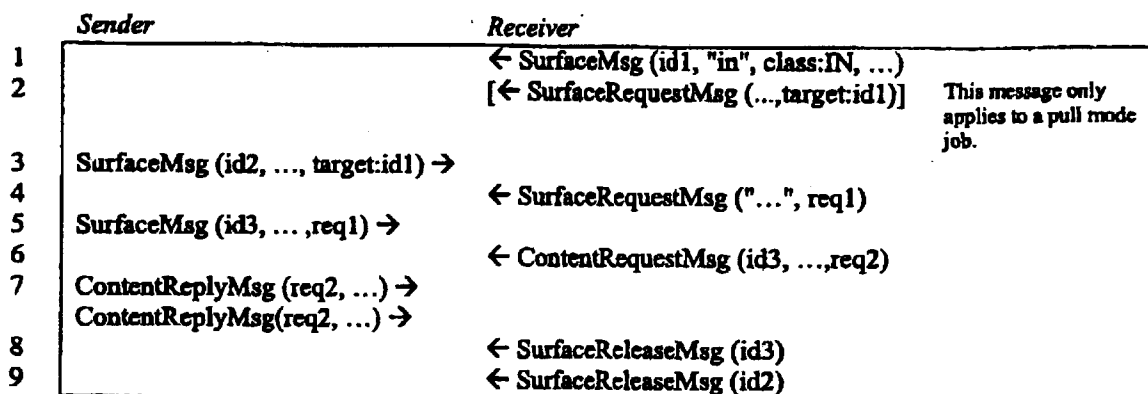 Sender Receiver
1 ← SurfaceMsg (id1, "in", class:IN, ...)
2 [← SurfaceRequestMsg (...,target:id1)]
This message only
applies to a pull mode
job.
3 SurfaceMsg (id2, ..., target:id1) →
4 ← SurfaceRequestMsg ("...", req1)
5 SurfaceMsg (id3, ... ,req1) →
6 ← ContentRequestMsg (id3, ...,req2)
7 ContentReplyMsg (req2, ...) →
ContentReplyMsg(req2, ...) →
8 ← SurfaceReleaseMsg (id3)
9 ← SurfaceReleaseMsg (id2)